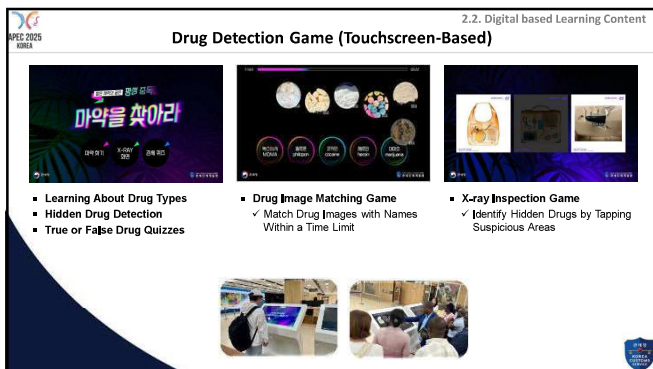 2.2. Digital based Learning Content
APEC 2025
KOREA
Drug Detection Game (Touchscreen-Based)
마약을 찾아라
X-RAY
philopon
cocaine
heroin
marijuana
MDMA
Learning About Drug Types
Hidden Drug Detection
True or False Drug Quizzes
Drug Image Matching Game
✓ Match Drug Images with Names
Within a Time Limit
X-ray Inspection Game
✓ Identify Hidden Drugs by Tapping
Suspicious Areas
관세청
KOREA
CUSTOMS
SERVICE